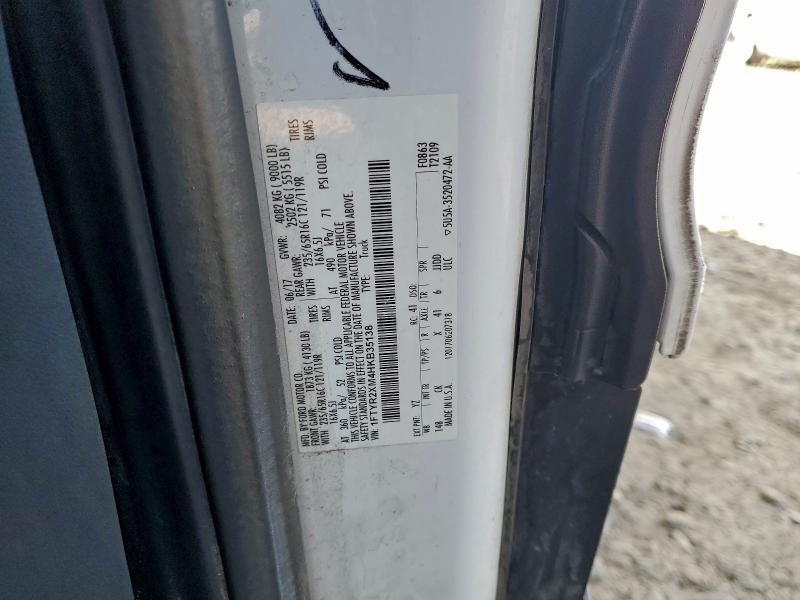 MFD. BY FORD MOTOR CO.
DATE: 06/17 GVWR: 4082 KG ( 9000 LB)
FRONT GAWR: 1873 KG ( 4130 LB) REAR GAWR: 2502 KG ( 5515 LB)
WITH 235/65R16C 121/119R TIRES WITH 235/65R16C 121/119R TIRES
16X6.5J RIMS 16X6.5J RIMS
AT 360 kPa/ 52 PSI COLD AT 490 kPa/ 71 PSI COLD
THIS VEHICLE CONFORMS TO ALL APPLICABLE FEDERAL MOTOR VEHICLE
SAFETY STANDARDS IN EFFECT ON THE DATE OF MANUFACTURE SHOWN ABOVE.
VIN: 1FTYR2XM4HKB35138 TYPE: Truck
F0863
T2109
EXT PNT: YZ RC: 41 DSO:
WB INT TR TP/PS R AXLE TR SPR
148 CK X 41 6 JJDD
MADE IN U.S.A. ULC
5U5A-3520472-AA